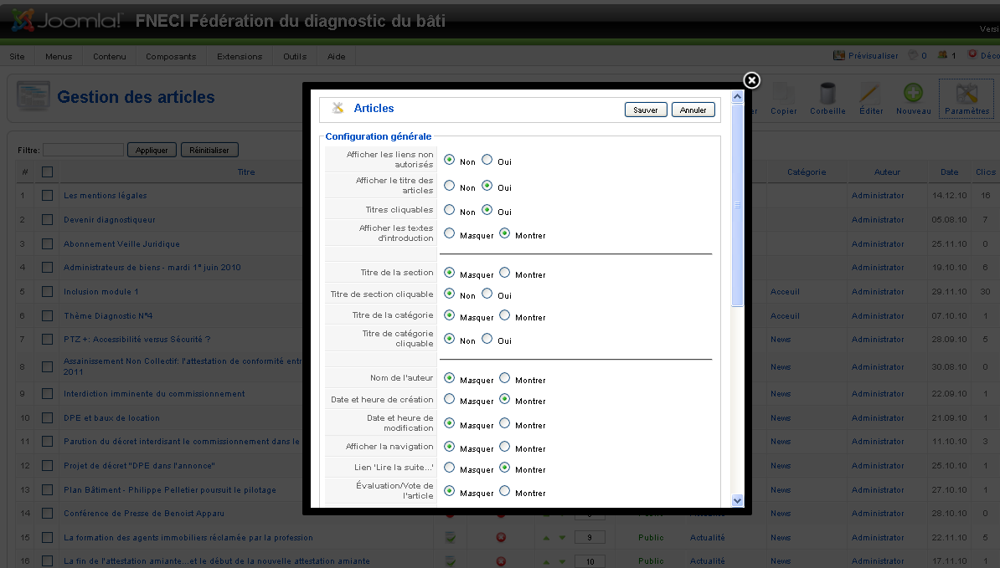 Joomla! FNECI Fédération du diagnostic du bâti
Versi
Site Menus Contenu Composants Extensions Outils Aide Prévisualiser 0 1 Déco
Gestion des articles
er Copier Corbeille Éditer Nouveau Paramètres
Articles Sauver Annuler
Configuration générale
Afficher les liens non autorisés Non Oui
Afficher le titre des articles Non Oui
Titres cliquables Non Oui
Afficher les textes d'introduction Masquer Montrer
Titre de la section Masquer Montrer
Titre de section cliquable Non Oui
Titre de la catégorie Masquer Montrer
Titre de catégorie cliquable Non Oui
Nom de l'auteur Masquer Montrer
Date et heure de création Masquer Montrer
Date et heure de modification Masquer Montrer
Afficher la navigation Masquer Montrer
Lien 'Lire la suite...' Masquer Montrer
Évaluation/Vote de l'article Masquer Montrer
Filtre: Appliquer Réinitialiser
# Titre Catégorie Auteur Date Clics
1 Les mentions légales Administrator 14.12.10 16
2 Devenir diagnostiqueur Administrator 05.08.10 7
3 Abonnement Veille Juridique Administrator 25.11.10 0
4 Administrateurs de biens - mardi 1° juin 2010 Administrator 19.10.10 6
5 Inclusion module 1 Acceuil Administrator 29.11.10 30
6 Thème Diagnostic N°4 Acceuil Administrator 07.10.10 1
7 PTZ +: Accessibilité versus Sécurité ? News Administrator 28.09.10 5
8 Assainissement Non Collectif: l'attestation de conformité entr
2011 News Administrator 30.08.10 0
9 Interdiction imminente du commissionnement News Administrator 22.09.10 1
10 DPE et baux de location News Administrator 21.09.10 1
11 Parution du décret interdisant le commissionnement dans le News Administrator 11.10.10 3
12 Projet de décret "DPE dans l'annonce" News Administrator 25.10.10 1
13 Plan Bâtiment - Philippe Pelletier poursuit le pilotage News Administrator 27.10.10 1
14 Conférence de Presse de Benoist Apparu News Administrator 28.10.10 0
15 La formation des agents immobiliers réclamée par la profession 9 Public Actualité News Administrator 22.11.10 5
16 La fin de l'attestation amiante...et le début de la nouvelle attestation amiante 10 Public Actualité News Administrator 17.11.10 1